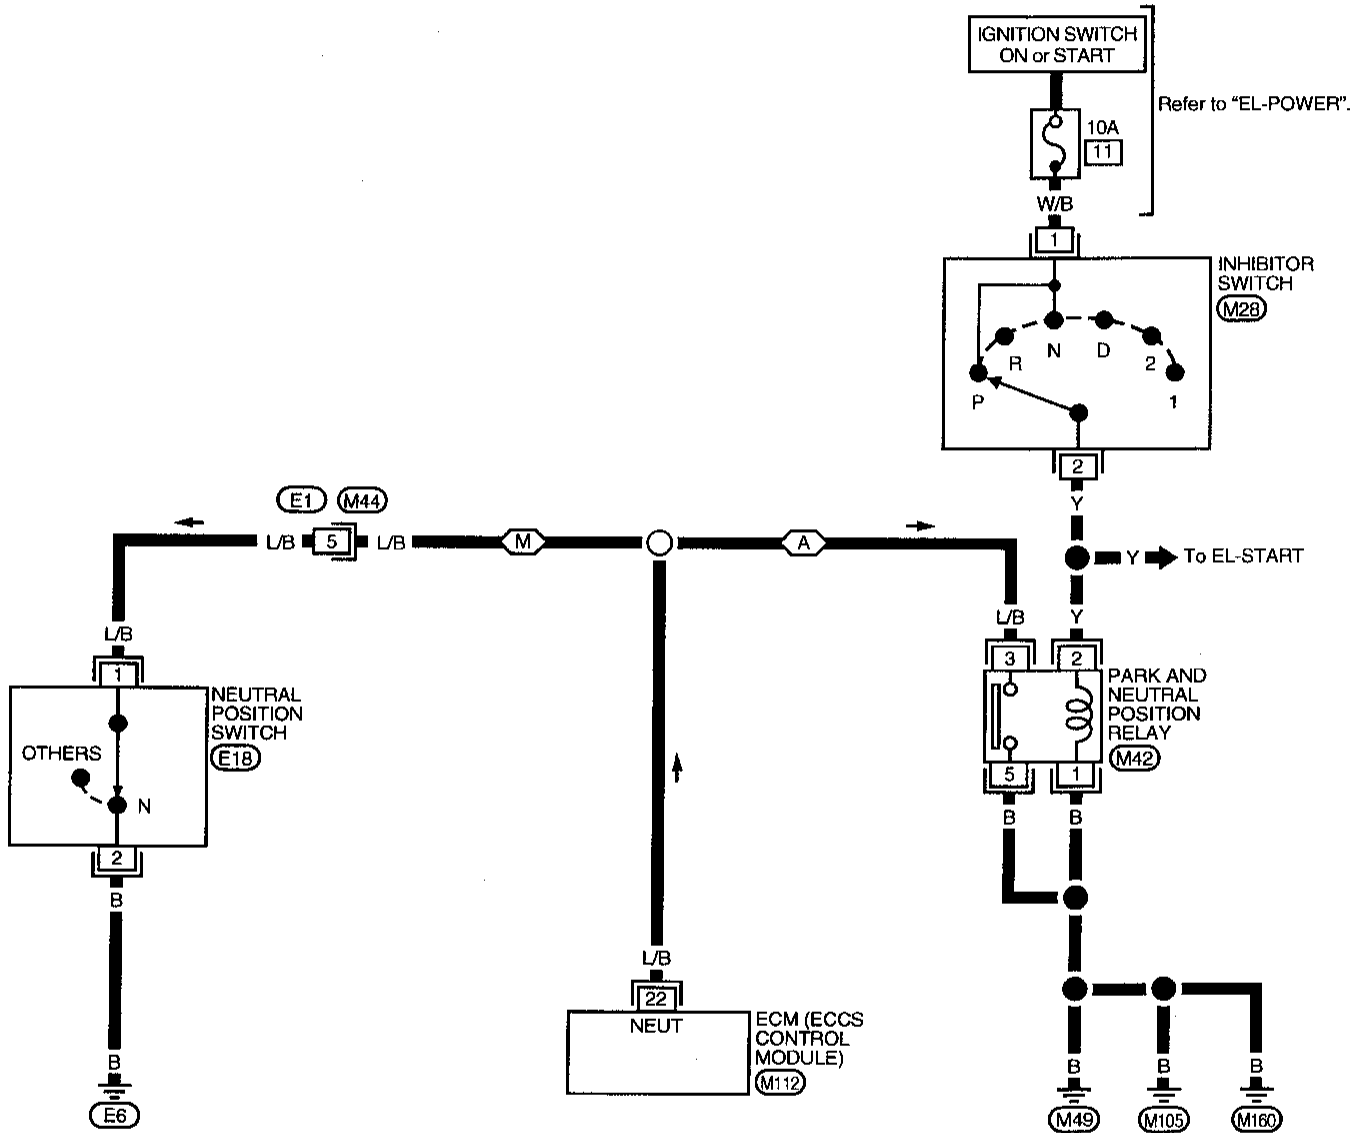 IGNITION SWITCH
ON or START
Refer to "EL-POWER".
10A
11
W/B
1
INHIBITOR
SWITCH
M28
R
N
D
2
P
1
2
Y
E1
M44
L/B
5
L/B
M
A
Y
To EL-START
L/B
L/B
Y
1
3
2
NEUTRAL
POSITION
SWITCH
E18
OTHERS
N
PARK AND
NEUTRAL
POSITION
RELAY
M42
5
1
B
B
2
B
L/B
22
NEUT
ECM (ECCS
CONTROL
MODULE)
M112
B
E6
B
B
B
M49
M105
M160